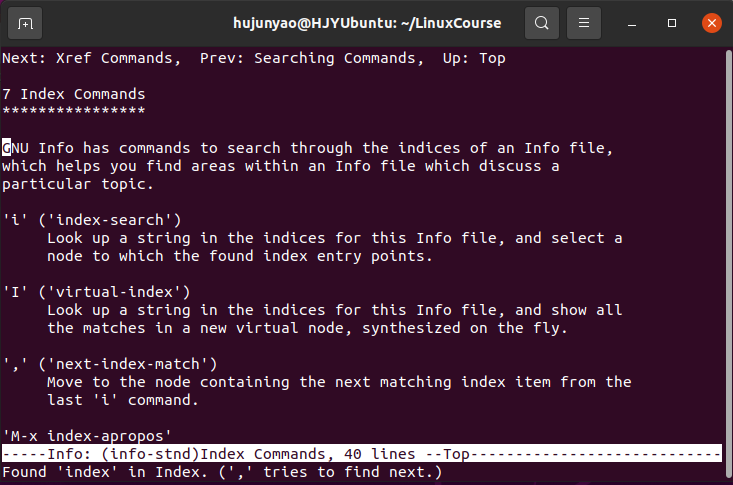 hujunyao@HJYUbuntu: ~/LinuxCourse
Next: Xref Commands,  Prev: Searching Commands,  Up: Top
7 Index Commands
****************
GNU Info has commands to search through the indices of an Info file,
which helps you find areas within an Info file which discuss a
particular topic.
'i' ('index-search')
     Look up a string in the indices for this Info file, and select a
     node to which the found index entry points.
'I' ('virtual-index')
     Look up a string in the indices for this Info file, and show all
     the matches in a new virtual node, synthesized on the fly.
',' ('next-index-match')
     Move to the node containing the next matching index item from the
     last 'i' command.
'M-x index-apropos'
-----Info: (info-stnd)Index Commands, 40 lines --Top----------------------------
Found 'index' in Index. (',' tries to find next.)